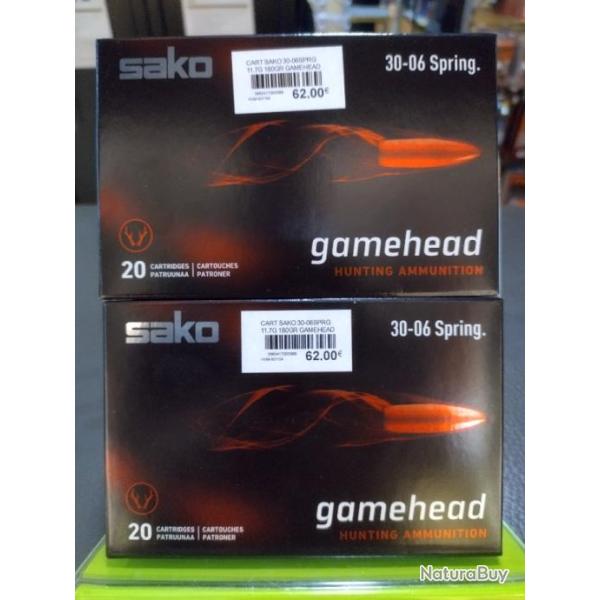 sako
CART SAKO 30-06SPRG
11.7G 180GR GAMEHEAD
62.00€
30-06 Spring.
gamehead
HUNTING AMMUNITION
20 CARTRIDGES | CARTOUCHES
PATRUUNAA | PATRONER
sako
CART SAKO 30-06SPRG
11.7G 180GR GAMEHEAD
62.00€
30-06 Spring.
gamehead
HUNTING AMMUNITION
20 CARTRIDGES | CARTOUCHES
PATRUUNAA | PATRONER
NaturaBuy